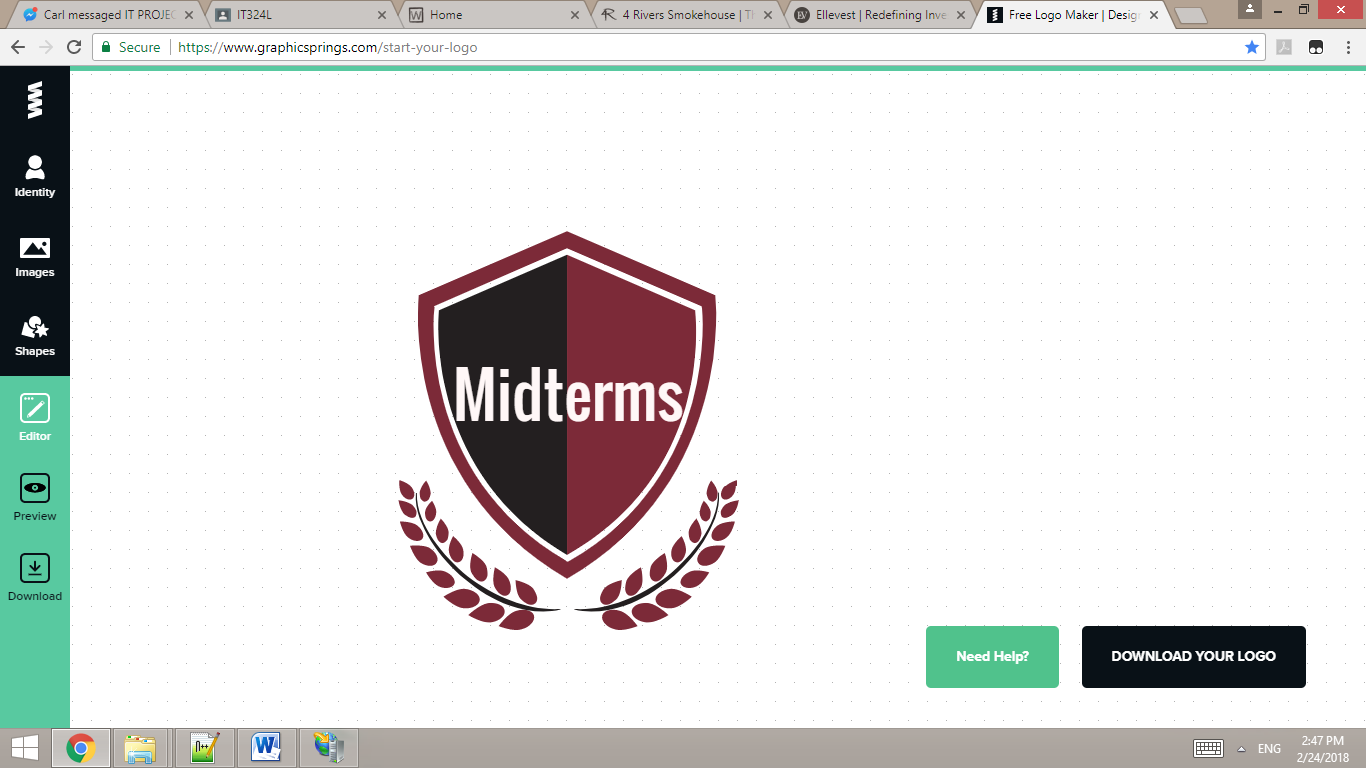 Carl messaged IT PROJEC
IT324L
Home
4 Rivers Smokehouse | Th
Ellevest | Redefining Inve
Free Logo Maker | Design
Secure
https://www.graphicsprings.com/start-your-logo
Identity
Images
Shapes
Editor
Preview
Download
Midterms
Need Help?
DOWNLOAD YOUR LOGO
ENG
2:47 PM
2/24/2018